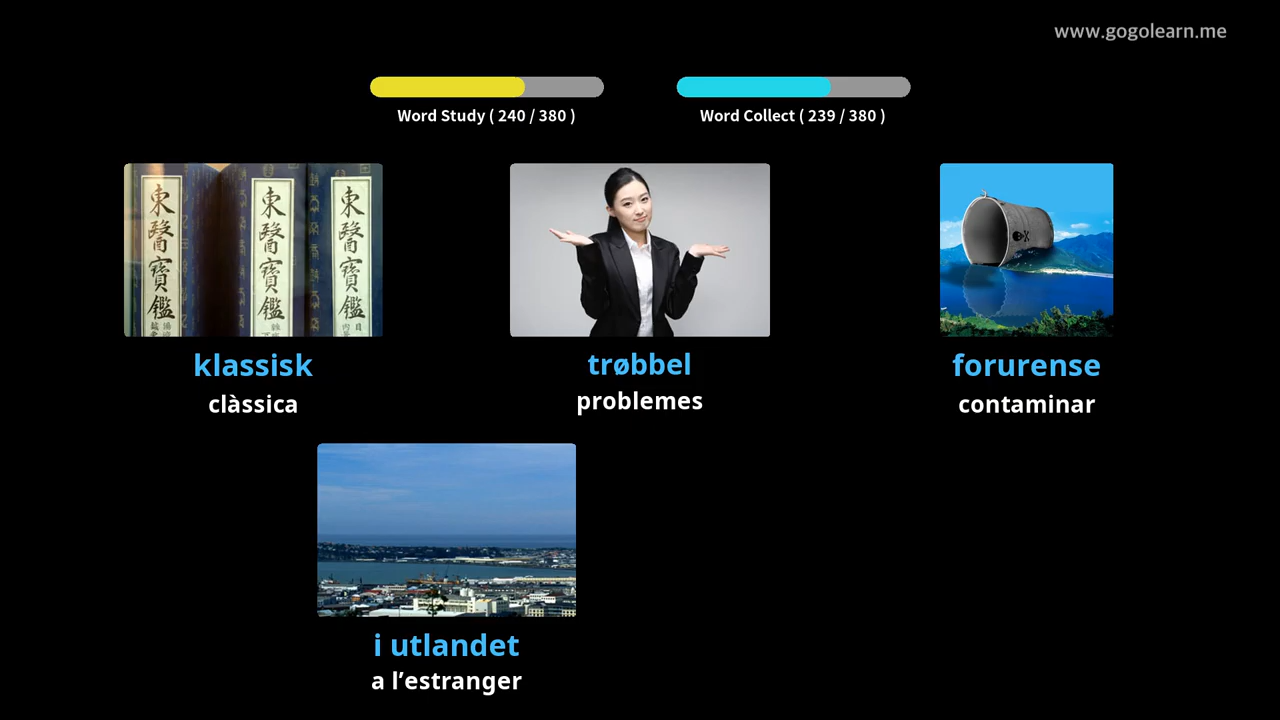 www.gogolearn.me
Word Study ( 240 / 380 )
Word Collect ( 239 / 380 )
東醫寶鑑
東醫寶鑑
東醫寶鑑
klassisk
clàssica
trøbbel
problemes
forurense
contaminar
i utlandet
a l’estranger